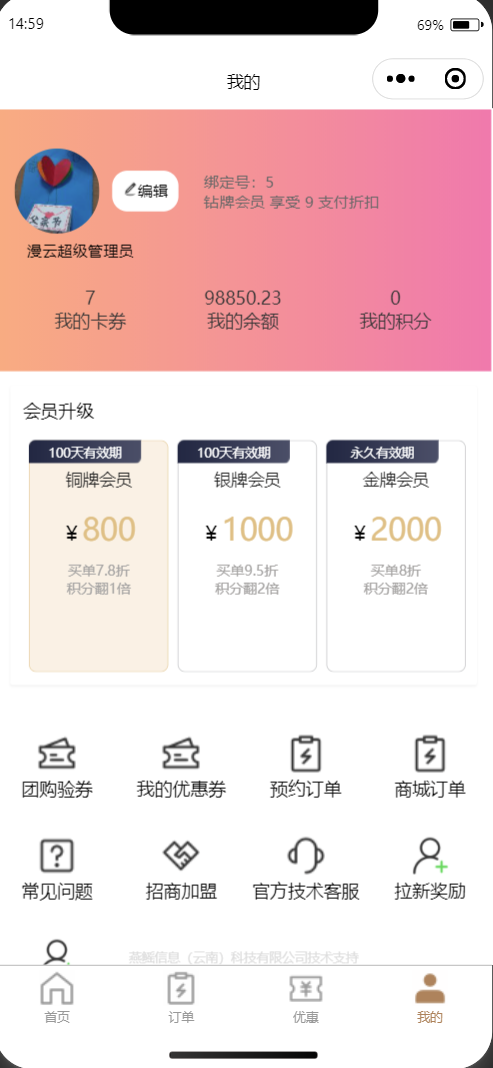 14:59
69%
我的
编辑
绑定号：5
钻牌会员 享受 9 支付折扣
父亲节
漫云超级管理员
7
98850.23
0
我的卡券
我的余额
我的积分
会员升级
100天有效期
100天有效期
永久有效期
铜牌会员
银牌会员
金牌会员
¥800
¥1000
¥2000
买单7.8折
买单9.5折
买单8折
积分翻1倍
积分翻2倍
积分翻2倍
团购验券
我的优惠券
预约订单
商城订单
常见问题
招商加盟
官方技术客服
拉新奖励
信息（云南）科技有限公司技术支持
首页
订单
优惠
我的